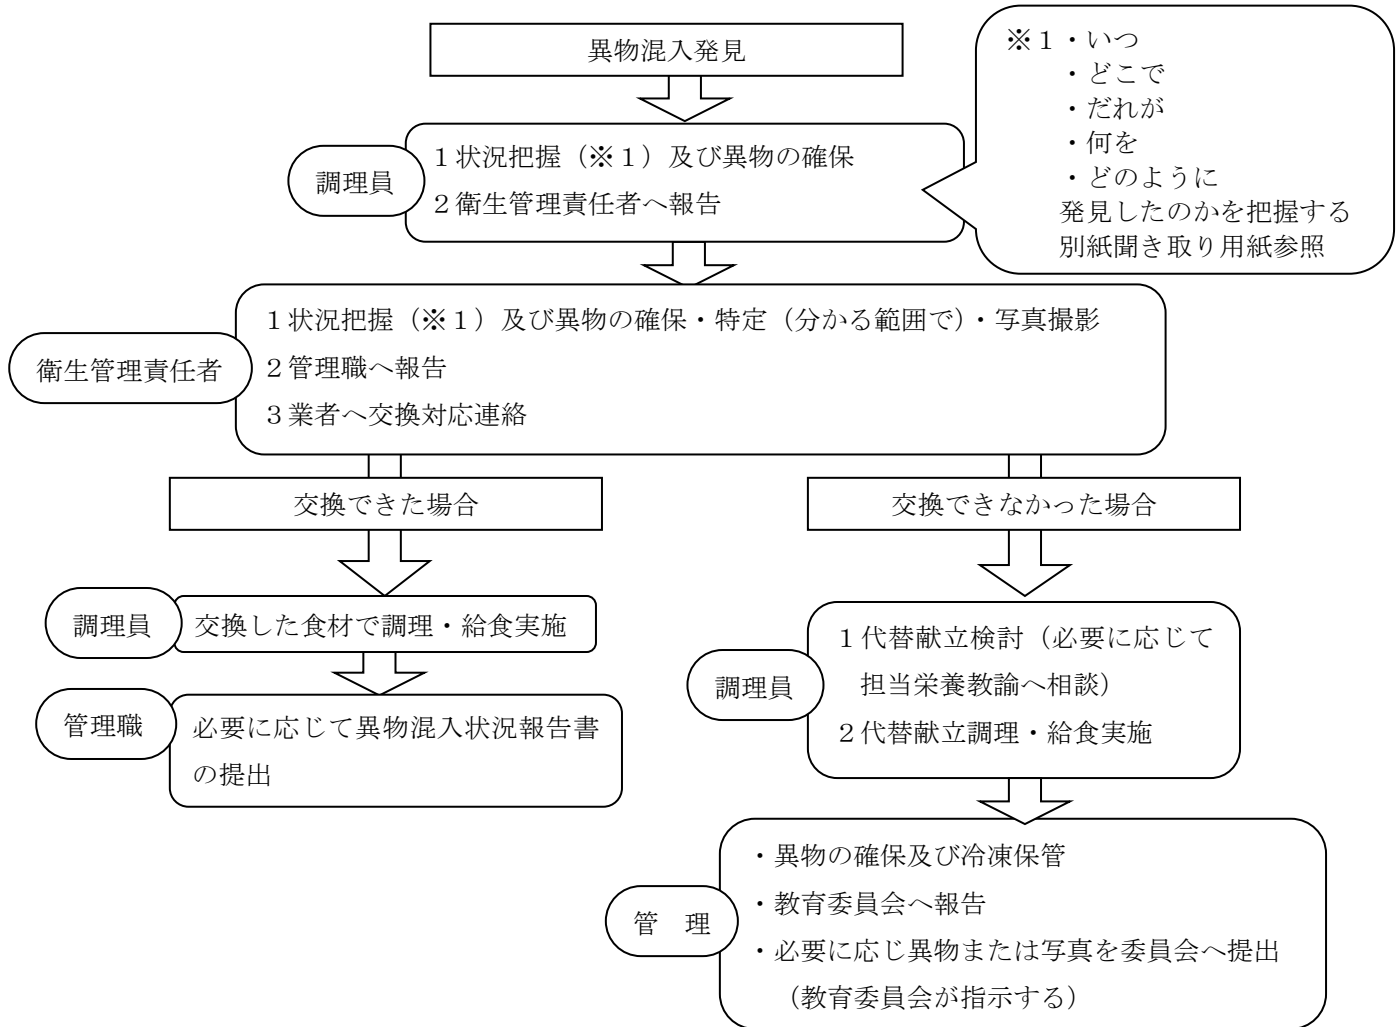 異物混入発見
※１・いつ
・どこで
・だれが
・何を
・どのように
発見したのかを把握する
別紙聞き取り用紙参照
調理員
１状況把握（※１）及び異物の確保
２衛生管理責任者へ報告
衛生管理責任者
１状況把握（※１）及び異物の確保・特定（分かる範囲で）・写真撮影
２管理職へ報告
３業者へ交換対応連絡
交換できた場合
調理員
交換した食材で調理・給食実施
管理職
必要に応じて異物混入状況報告書
の提出
交換できなかった場合
調理員
１代替献立検討（必要に応じて
担当栄養教諭へ相談）
２代替献立調理・給食実施
管　理
・異物の確保及び冷凍保管
・教育委員会へ報告
・必要に応じ異物または写真を委員会へ提出
（教育委員会が指示する）